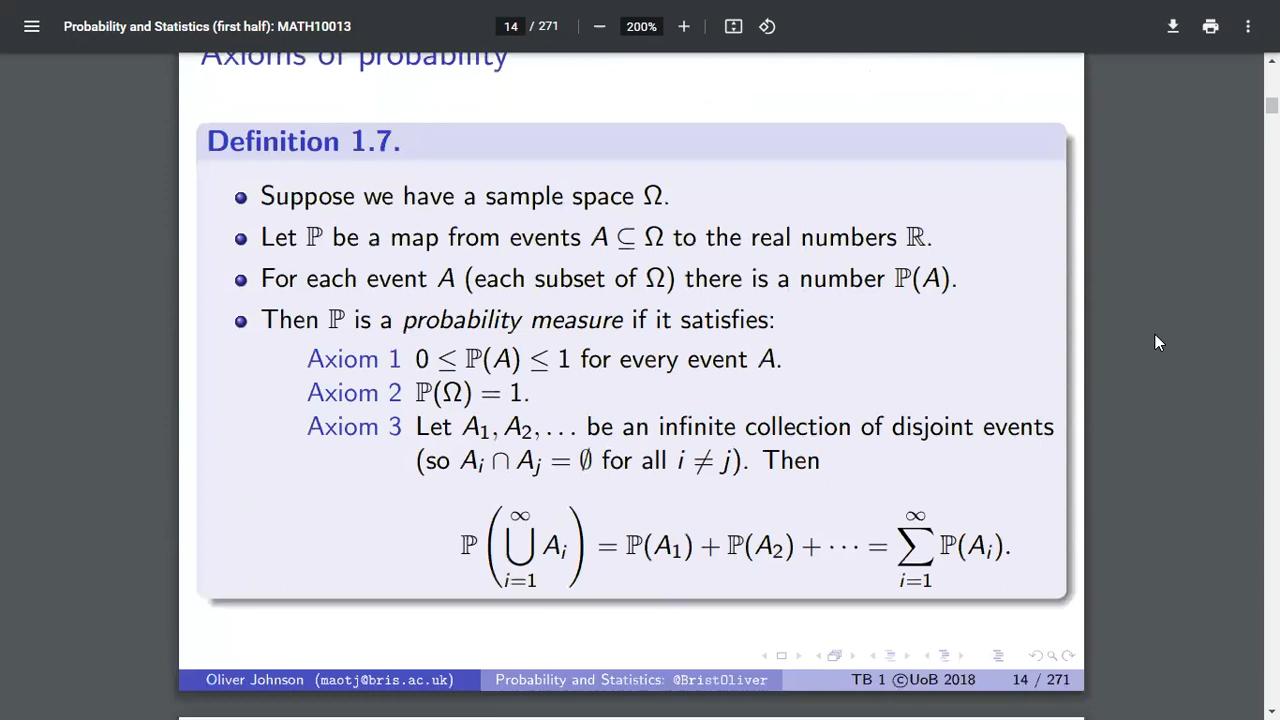 Probability and Statistics (first half): MATH10013
14 / 271
200%
Axioms of probability
Definition 1.7.
Suppose we have a sample space Ω.
Let ℙ be a map from events A ⊆ Ω to the real numbers ℝ.
For each event A (each subset of Ω) there is a number ℙ(A).
Then ℙ is a probability measure if it satisfies:
Axiom 1 0 ≤ ℙ(A) ≤ 1 for every event A.
Axiom 2 ℙ(Ω) = 1.
Axiom 3 Let A₁, A₂, . . . be an infinite collection of disjoint events
(so Aᵢ ∩ Aⱼ = ∅ for all i ≠ j). Then
ℙ(⋃_{i=1}^{∞} Aᵢ) = ℙ(A₁) + ℙ(A₂) + ⋯ = ∑_{i=1}^{∞} ℙ(Aᵢ).
Oliver Johnson (maotj@bris.ac.uk) Probability and Statistics: @BristOliver TB 1 ©UoB 2018 14 / 271